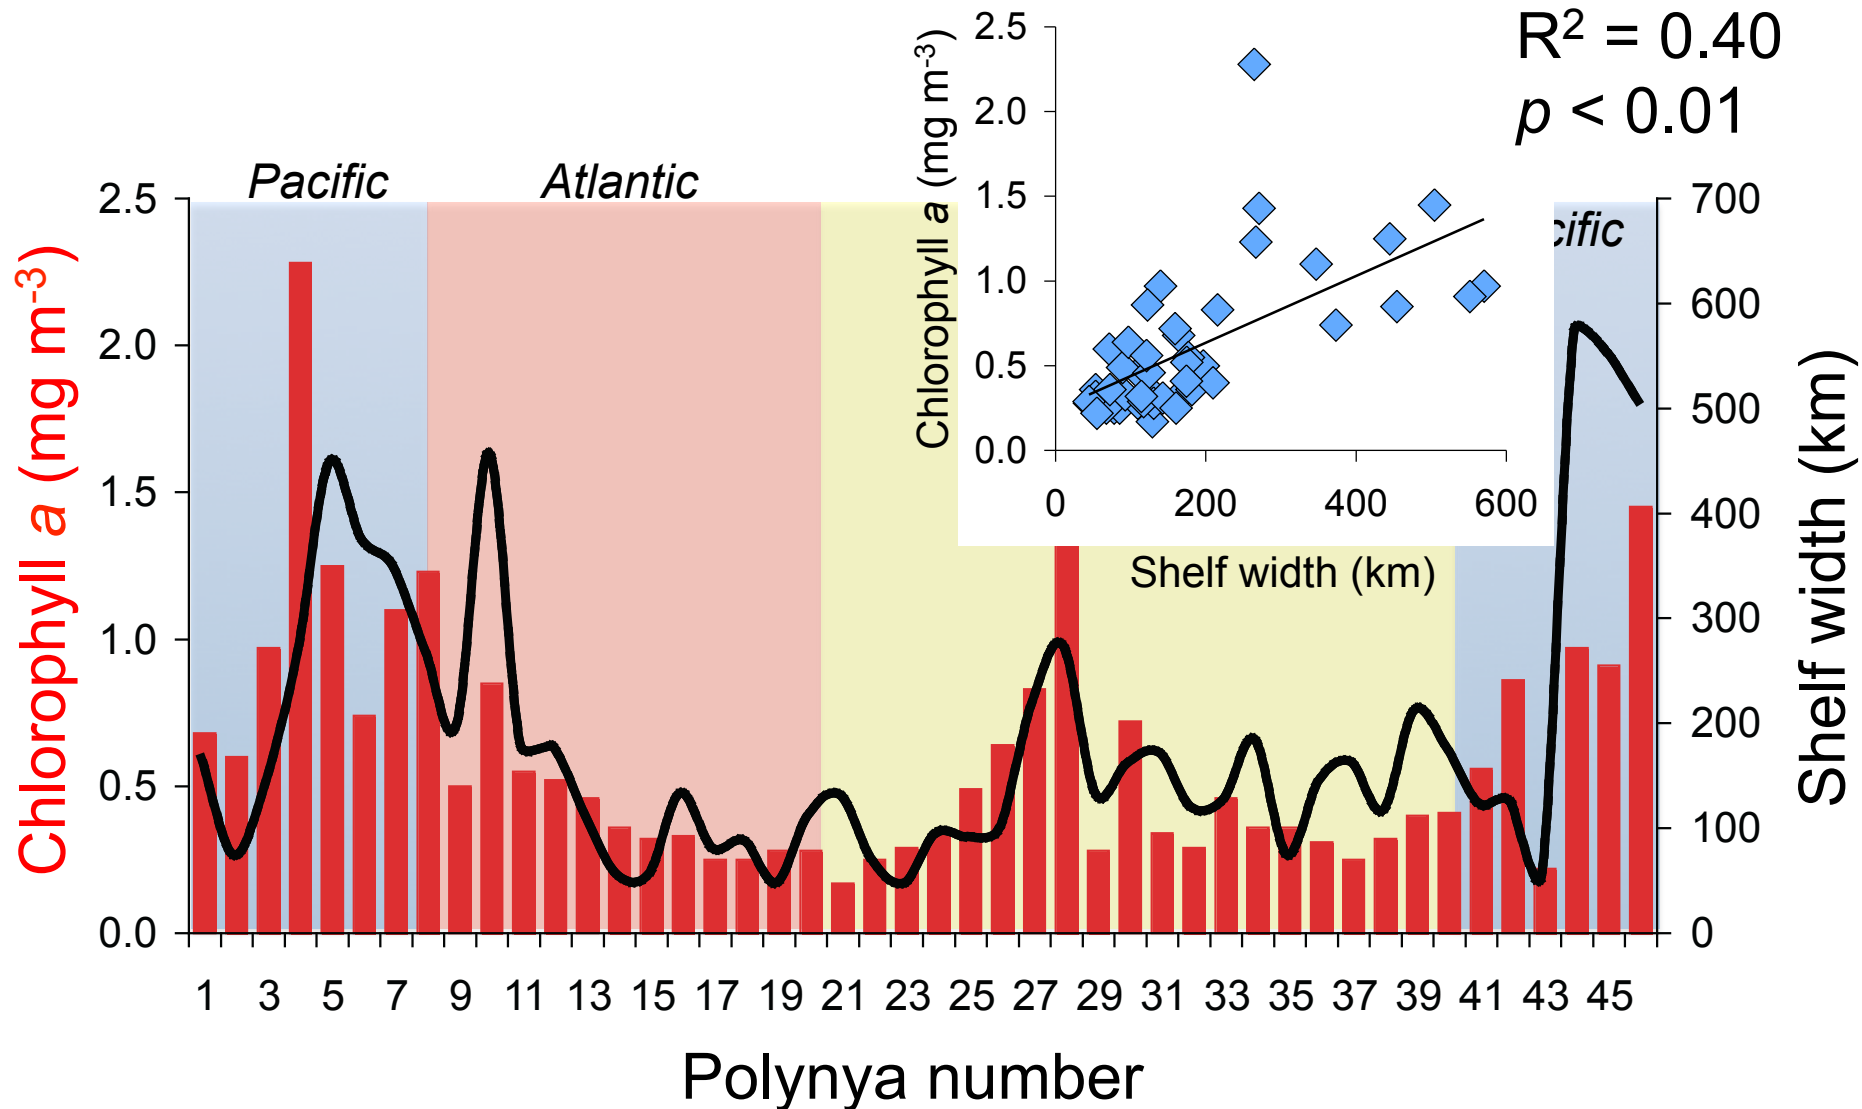 R² = 0.40
p < 0.01
Chlorophyll a (mg m⁻³)
2.5
2.0
1.5
1.0
0.5
0.0
0 200 400 600
Shelf width (km)
Pacific Atlantic cific
Chlorophyll a (mg m⁻³)
2.5
2.0
1.5
1.0
0.5
0.0
700
600
500
400
300
200
100
0
Shelf width (km)
1 3 5 7 9 11 13 15 17 19 21 23 25 27 29 31 33 35 37 39 41 43 45
Polynya number